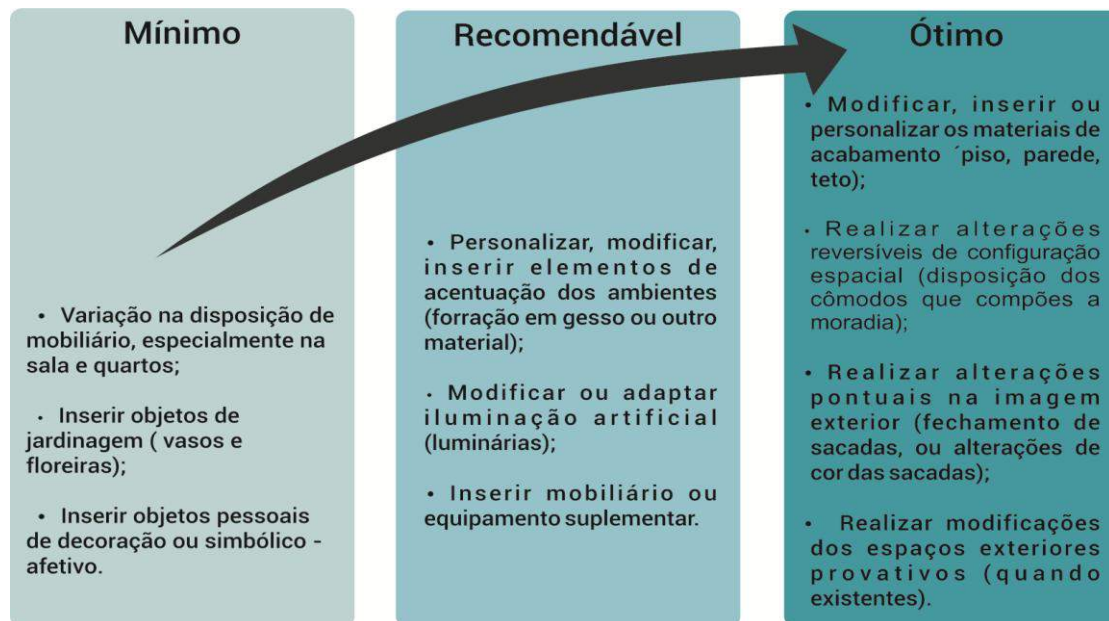 Mínimo
• Variação na disposição de
mobiliário, especialmente na
sala e quartos;
• Inserir objetos de
jardinagem ( vasos e
floreiras);
• Inserir objetos pessoais
de decoração ou simbólico -
afetivo.
Recomendável
• Personalizar, modificar,
inserir elementos de
acentuação dos ambientes
(forração em gesso ou outro
material);
• Modificar ou adaptar
iluminação artificial
(luminárias);
• Inserir mobiliário ou
equipamento suplementar.
Ótimo
• Modificar, inserir ou
personalizar os materiais de
acabamento ´piso, parede,
teto);
• Realizar alterações
reversíveis de configuração
espacial (disposição dos
cômodos que compões a
moradia);
• Realizar alterações
pontuais na imagem
exterior (fechamento de
sacadas, ou alterações de
cor das sacadas);
• Realizar modificações
dos espaços exteriores
provativos (quando
existentes).